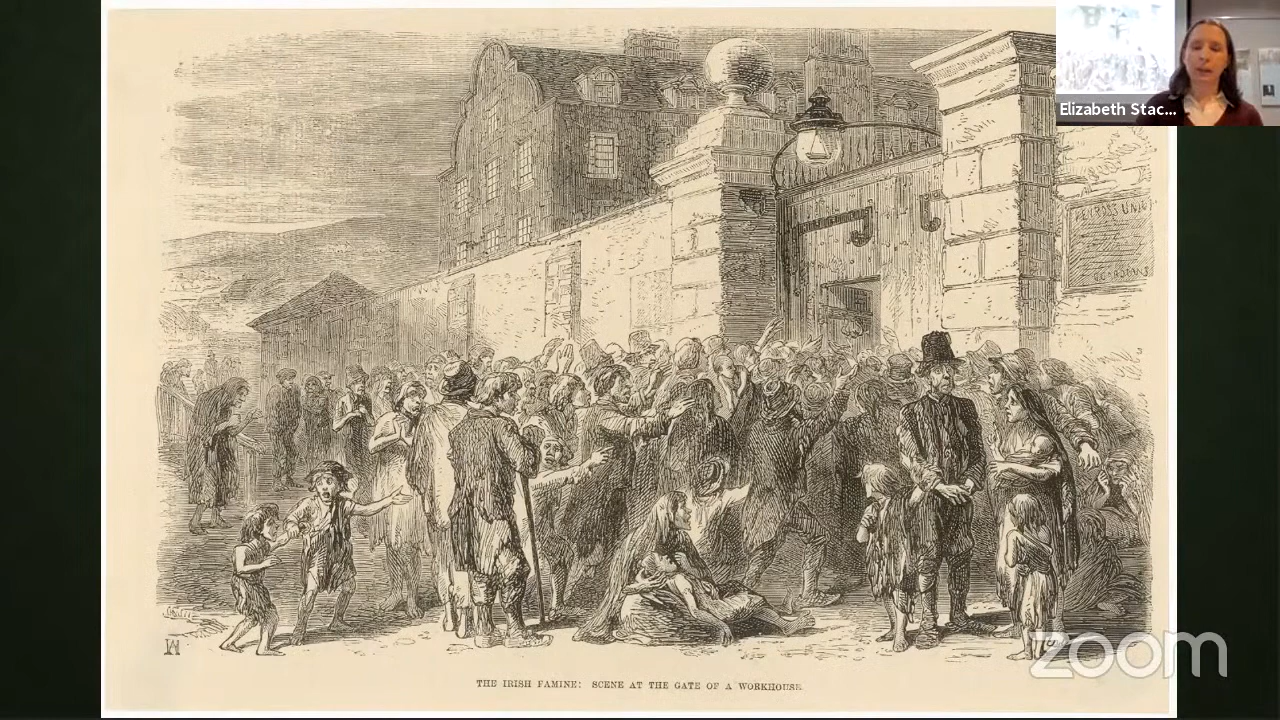 Elizabeth Stac...
THE IRISH FAMINE: SCENE AT THE GATE OF A WORKHOUSE
zoom